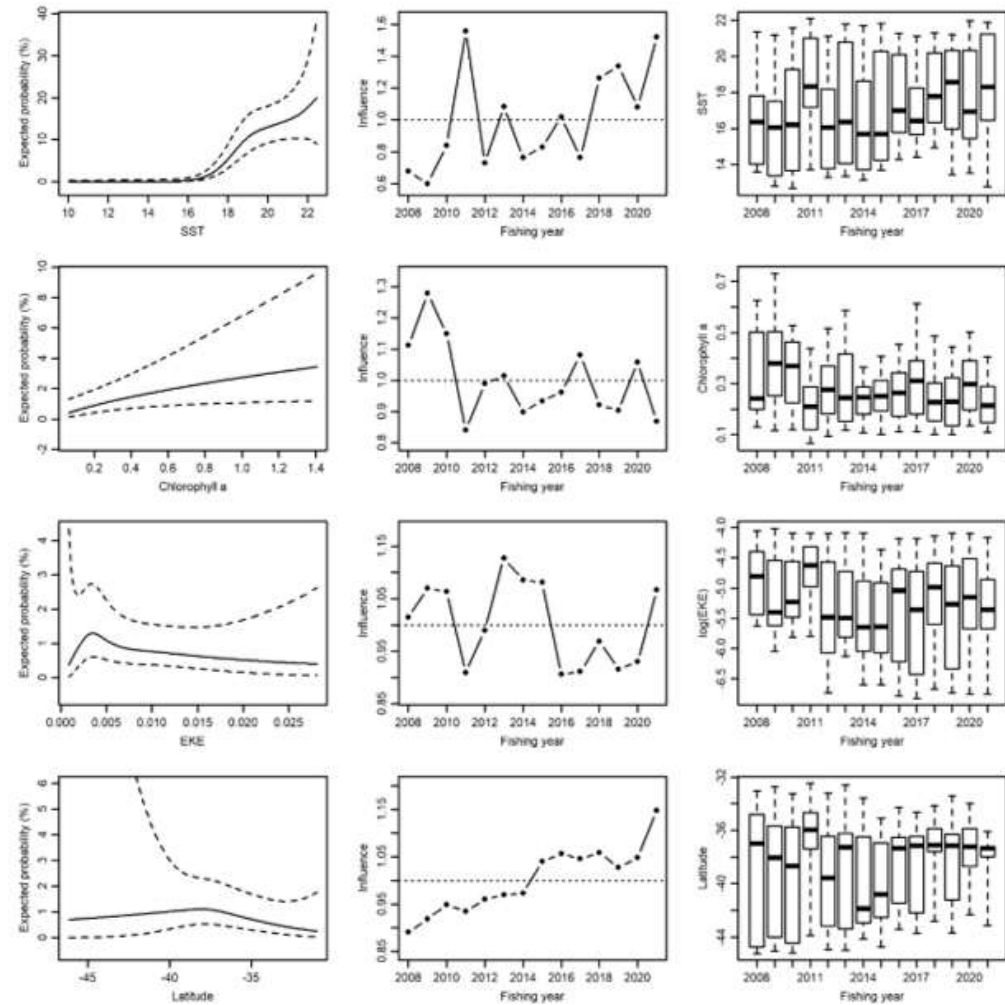 Expected probability (%)
0 10 20 30 40
10 12 14 16 18 20 22
SST
Influence
0.6 0.8 1.0 1.2 1.4 1.6
2008 2010 2012 2014 2016 2018 2020
Fishing year
SST
14 16 18 20 22
2008 2011 2014 2017 2020
Fishing year
Expected probability (%)
-2 0 2 4 6 8 10
0.2 0.4 0.6 0.8 1.0 1.2 1.4
Chlorophyll a
Influence
0.8 0.9 1.0 1.1 1.2 1.3
2008 2010 2012 2014 2016 2018 2020
Fishing year
Chlorophyll a
0.1 0.3 0.5 0.7
2008 2011 2014 2017 2020
Fishing year
Expected probability (%)
0 1 2 3 4
0.000 0.005 0.010 0.015 0.020 0.025
EKE
Influence
0.85 0.95 1.05 1.15
2008 2010 2012 2014 2016 2018 2020
Fishing year
log(EKE)
-6.5 -6.0 -5.5 -5.0 -4.5 -4.0
2008 2011 2014 2017 2020
Fishing year
Expected probability (%)
0 1 2 3 4 5 6
-45 -40 -35
Latitude
Influence
0.85 0.95 1.05 1.15
2008 2010 2012 2014 2016 2018 2020
Fishing year
Latitude
-44 -40 -36 -32
2008 2011 2014 2017 2020
Fishing year